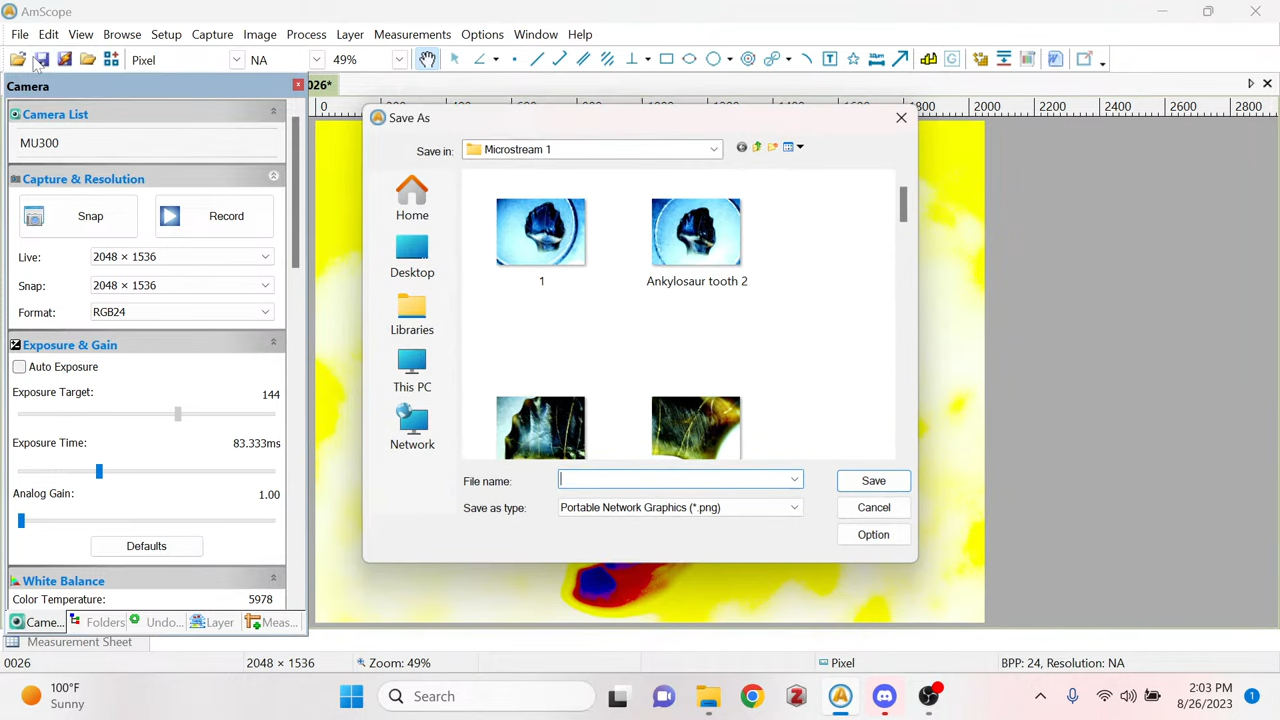 AmScope
File Edit View Browse Setup Capture Image Process Layer Measurements Options Window Help
Pixel NA 49%
Camera
026*
0 2000 2200 2400 2600 2800
Camera List
MU300
Capture & Resolution
Snap Record
Live: 2048 × 1536
Snap: 2048 × 1536
Format: RGB24
Exposure & Gain
Auto Exposure
Exposure Target: 144
Exposure Time: 83.333ms
Analog Gain: 1.00
Defaults
White Balance
Color Temperature: 5978
Came... Folders Undo... Layer Meas...
Save As
Save in: Microstream 1
Home
Desktop
Libraries
This PC
Network
1
Ankylosaur tooth 2
File name: Save
Save as type: Portable Network Graphics (*.png) Cancel
Option
Measurement Sheet
0026 2048 × 1536 Zoom: 49% Pixel BPP: 24, Resolution: NA
100°F
Sunny
Search
2:03 PM
8/26/2023
1